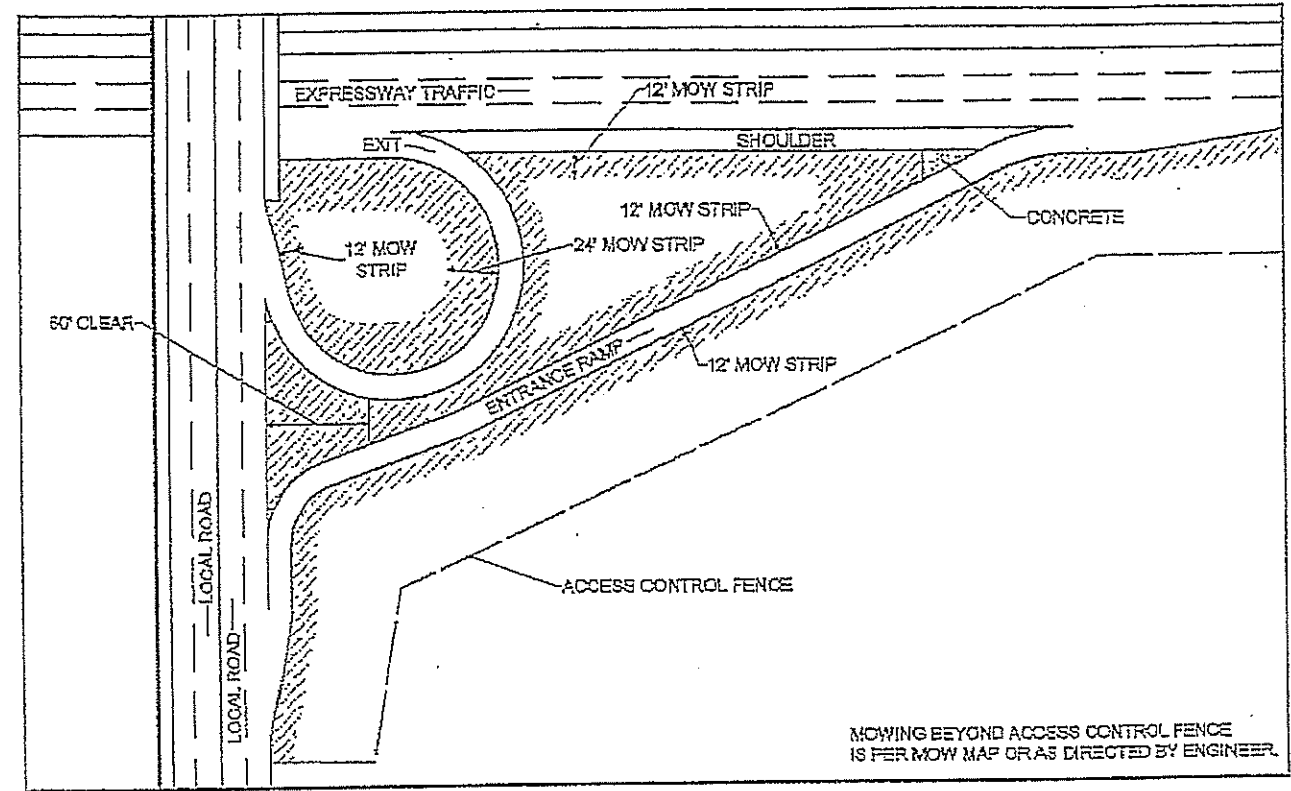 EXPRESSWAY TRAFFIC
12' MOW STRIP
EXIT
SHOULDER
12' MOW STRIP
CONCRETE
12' MOW
STRIP
24' MOW STRIP
60' CLEAR
12' MOW STRIP
ENTRANCE RAMP
LOCAL ROAD
LOCAL ROAD
ACCESS CONTROL FENCE
MOWING BEYOND ACCESS CONTROL FENCE
IS PER MOW MAP OR AS DIRECTED BY ENGINEER.